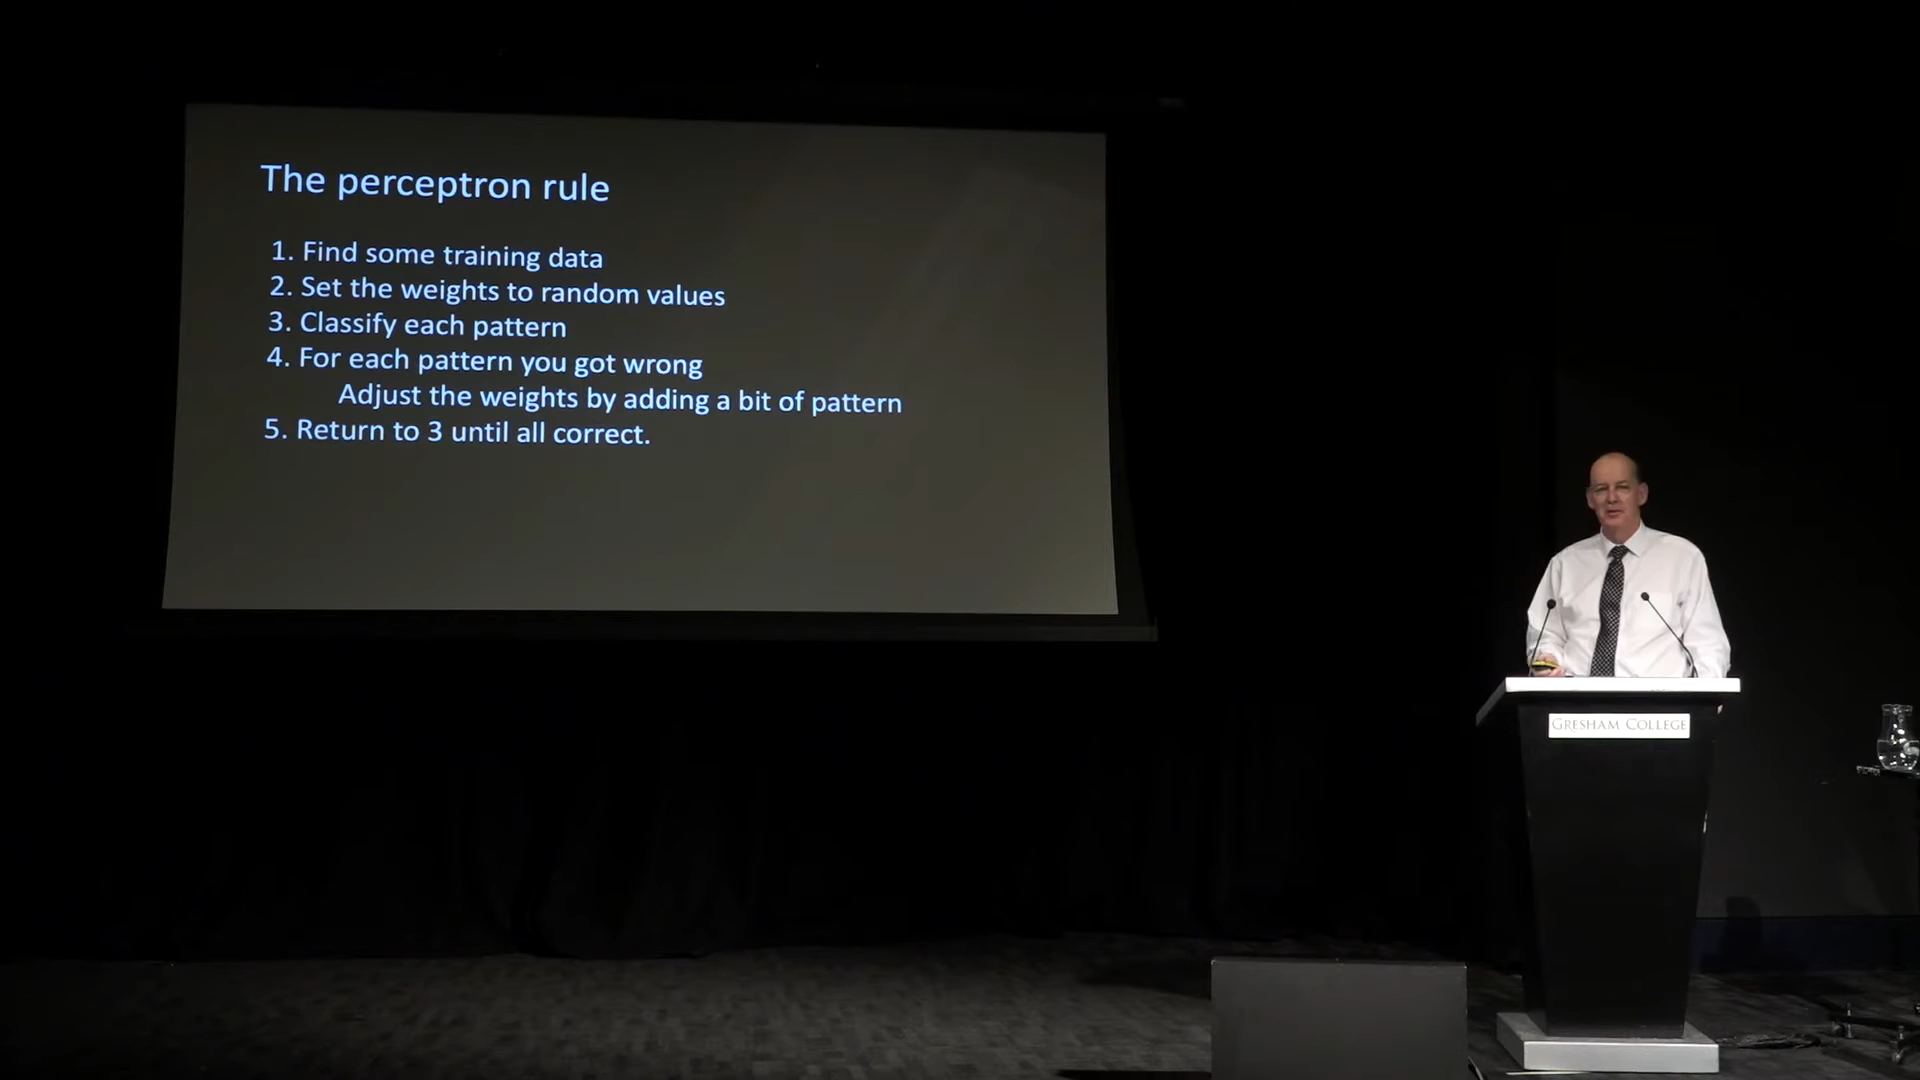 The perceptron rule
1. Find some training data
2. Set the weights to random values
3. Classify each pattern
4. For each pattern you got wrong
Adjust the weights by adding a bit of pattern
5. Return to 3 until all correct.
GRESHAM COLLEGE